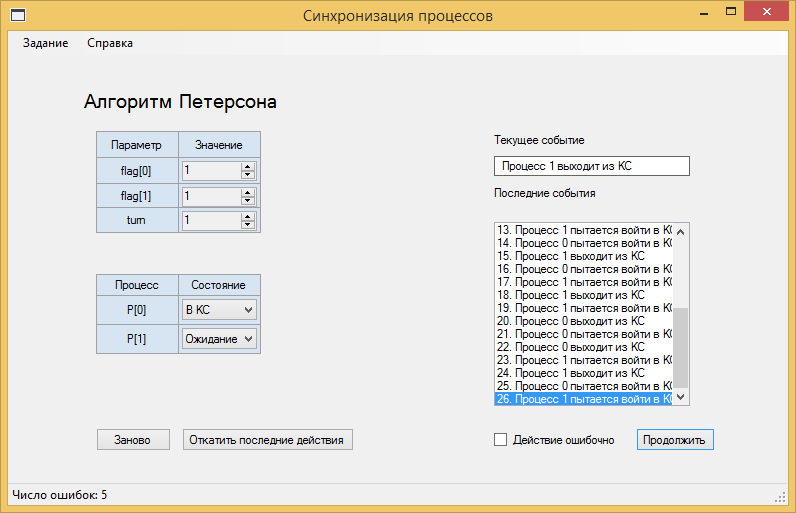 Синхронизация процессов
Задание Справка
Алгоритм Петерсона
Параметр Значение
flag[0] 1
flag[1] 1
turn 1
Процесс Состояние
P[0] В КС
P[1] Ожидание
Заново Откатить последние действия
Текущее событие
Процесс 1 выходит из КС
Последние события
13. Процесс 1 пытается войти в КС
14. Процесс 0 пытается войти в КС
15. Процесс 1 выходит из КС
16. Процесс 0 пытается войти в КС
17. Процесс 1 пытается войти в КС
18. Процесс 1 выходит из КС
19. Процесс 1 пытается войти в КС
20. Процесс 0 выходит из КС
21. Процесс 0 пытается войти в КС
22. Процесс 0 выходит из КС
23. Процесс 1 пытается войти в КС
24. Процесс 1 выходит из КС
25. Процесс 0 пытается войти в КС
26. Процесс 1 пытается войти в КС
Действие ошибочно Продолжить
Число ошибок: 5